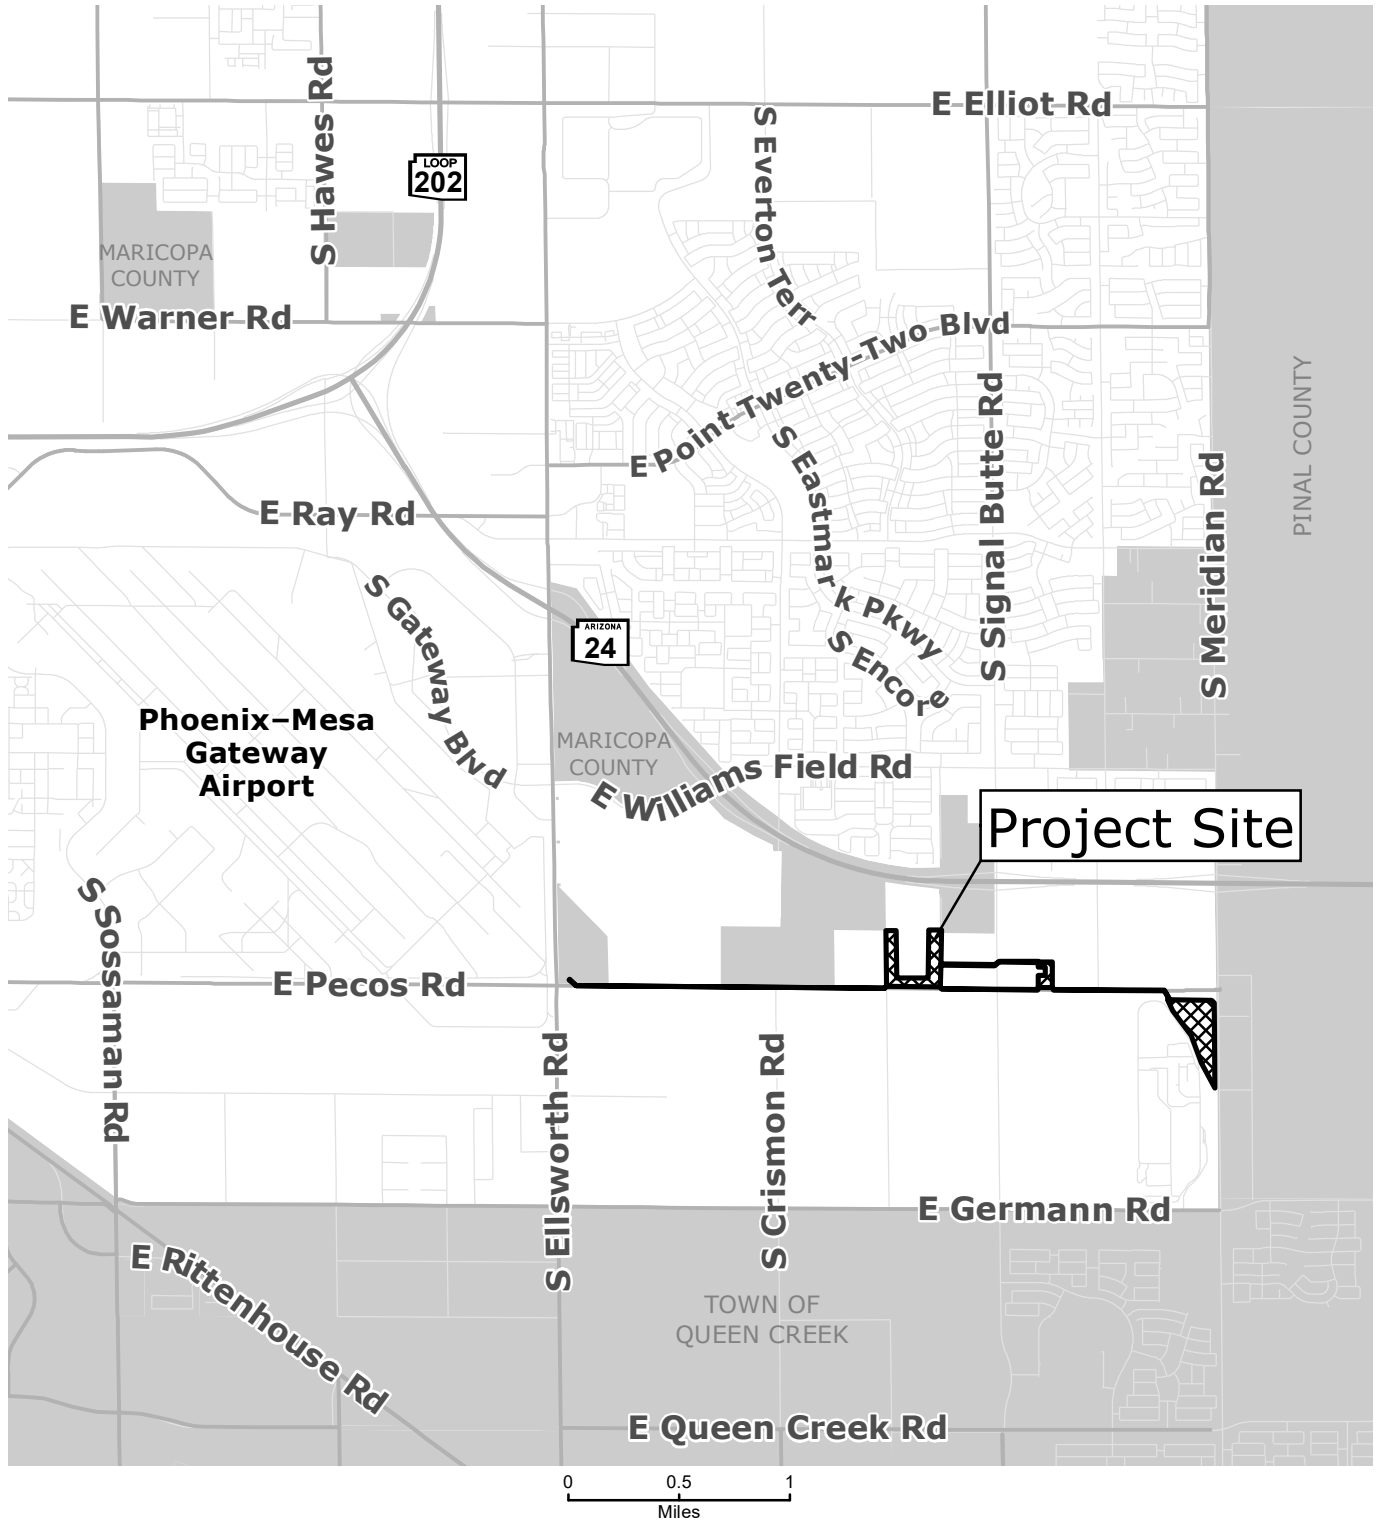 E Elliot Rd
S Hawes Rd
S Everton Terr
LOOP
202
MARICOPA
COUNTY
E Warner Rd
E Point Twenty-Two Blvd
PINAL COUNTY
S Signal Butte Rd
S Meridian Rd
S Eastmark Pkwy
E Ray Rd
S Gateway Blvd
ARIZONA
24
S Encore
Phoenix–Mesa
Gateway
Airport
MARICOPA
COUNTY
E Williams Field Rd
Project Site
S Sossaman Rd
E Pecos Rd
S Ellsworth Rd
S Crismon Rd
E Germann Rd
E Rittenhouse Rd
TOWN OF
QUEEN CREEK
E Queen Creek Rd
0 0.5 1
Miles